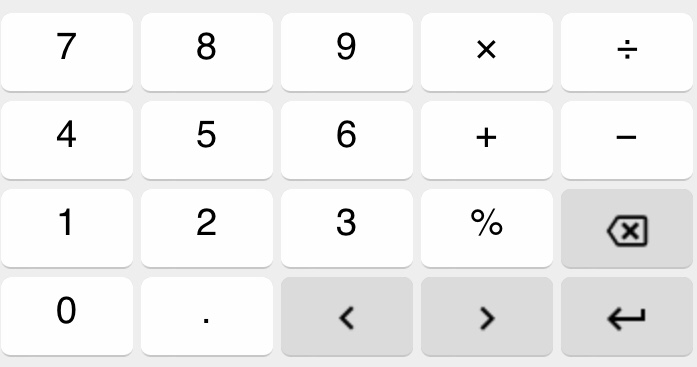 7 8 9 × ÷
4 5 6 + −
1 2 3 %
0 . < >